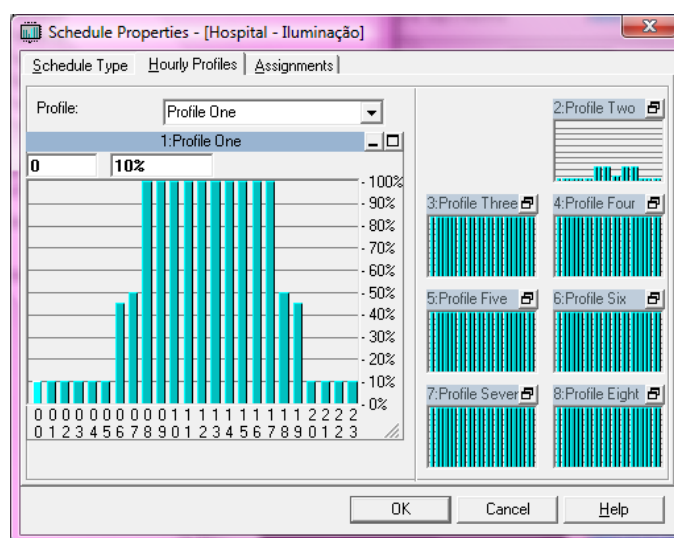 Schedule Properties - [Hospital - Iluminação]
Schedule Type Hourly Profiles Assignments
Profile: Profile One
1:Profile One
0 10%
100%
90%
80%
70%
60%
50%
40%
30%
20%
10%
0%
0 0 0 0 0 0 0 0 0 0 1 1 1 1 1 1 1 1 1 1 2 2 2 2
0 1 2 3 4 5 6 7 8 9 0 1 2 3 4 5 6 7 8 9 0 1 2 3
2:Profile Two
3:Profile Three 4:Profile Four
5:Profile Five 6:Profile Six
7:Profile Sever 8:Profile Eight
OK Cancel Help